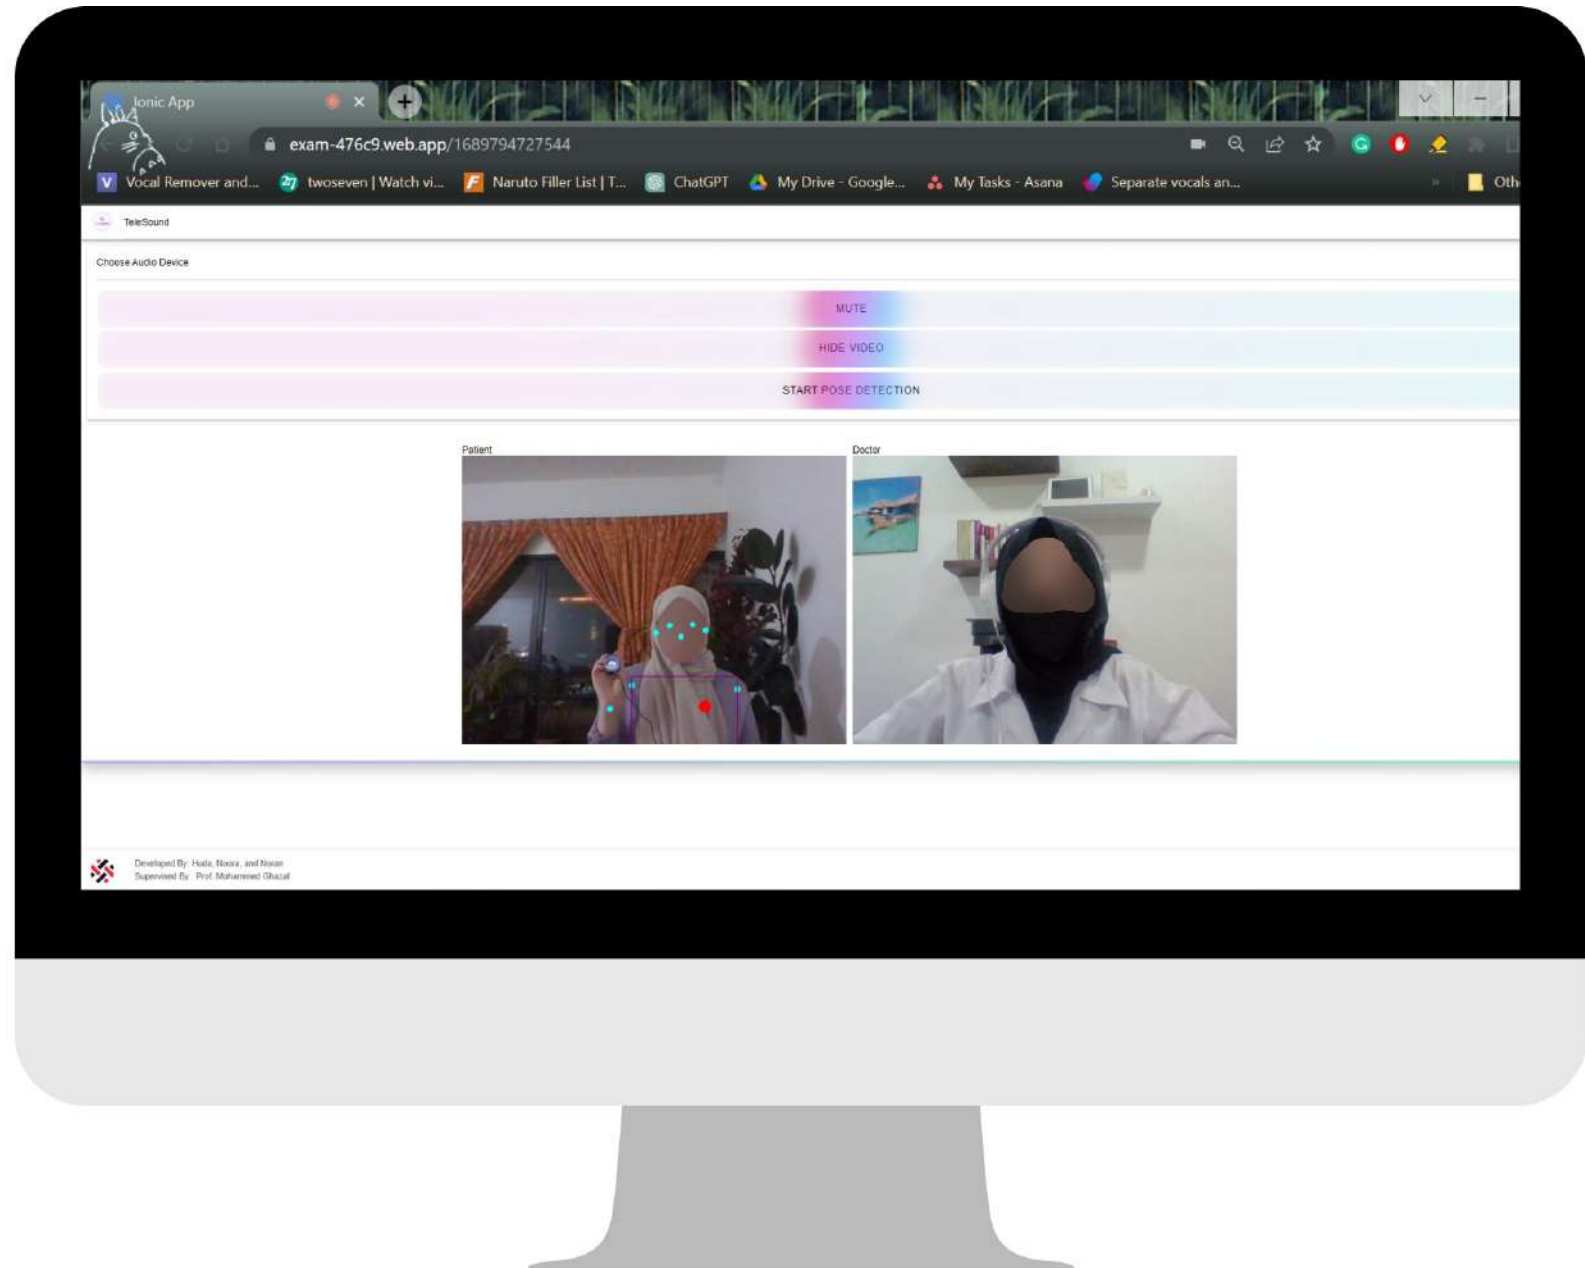 Ionic App
exam-476c9.web.app/1689794727544
Vocal Remover and... twoseven | Watch vi... Naruto Filler List | T... ChatGPT My Drive - Google... My Tasks - Asana Separate vocals an... » Oth
TeleSound
Choose Audio Device
MUTE
HIDE VIDEO
START POSE DETECTION
Patient
Doctor
Developed By: Huda, Noora, and Noran
Supervised By: Prof. Mohammed Ghazal